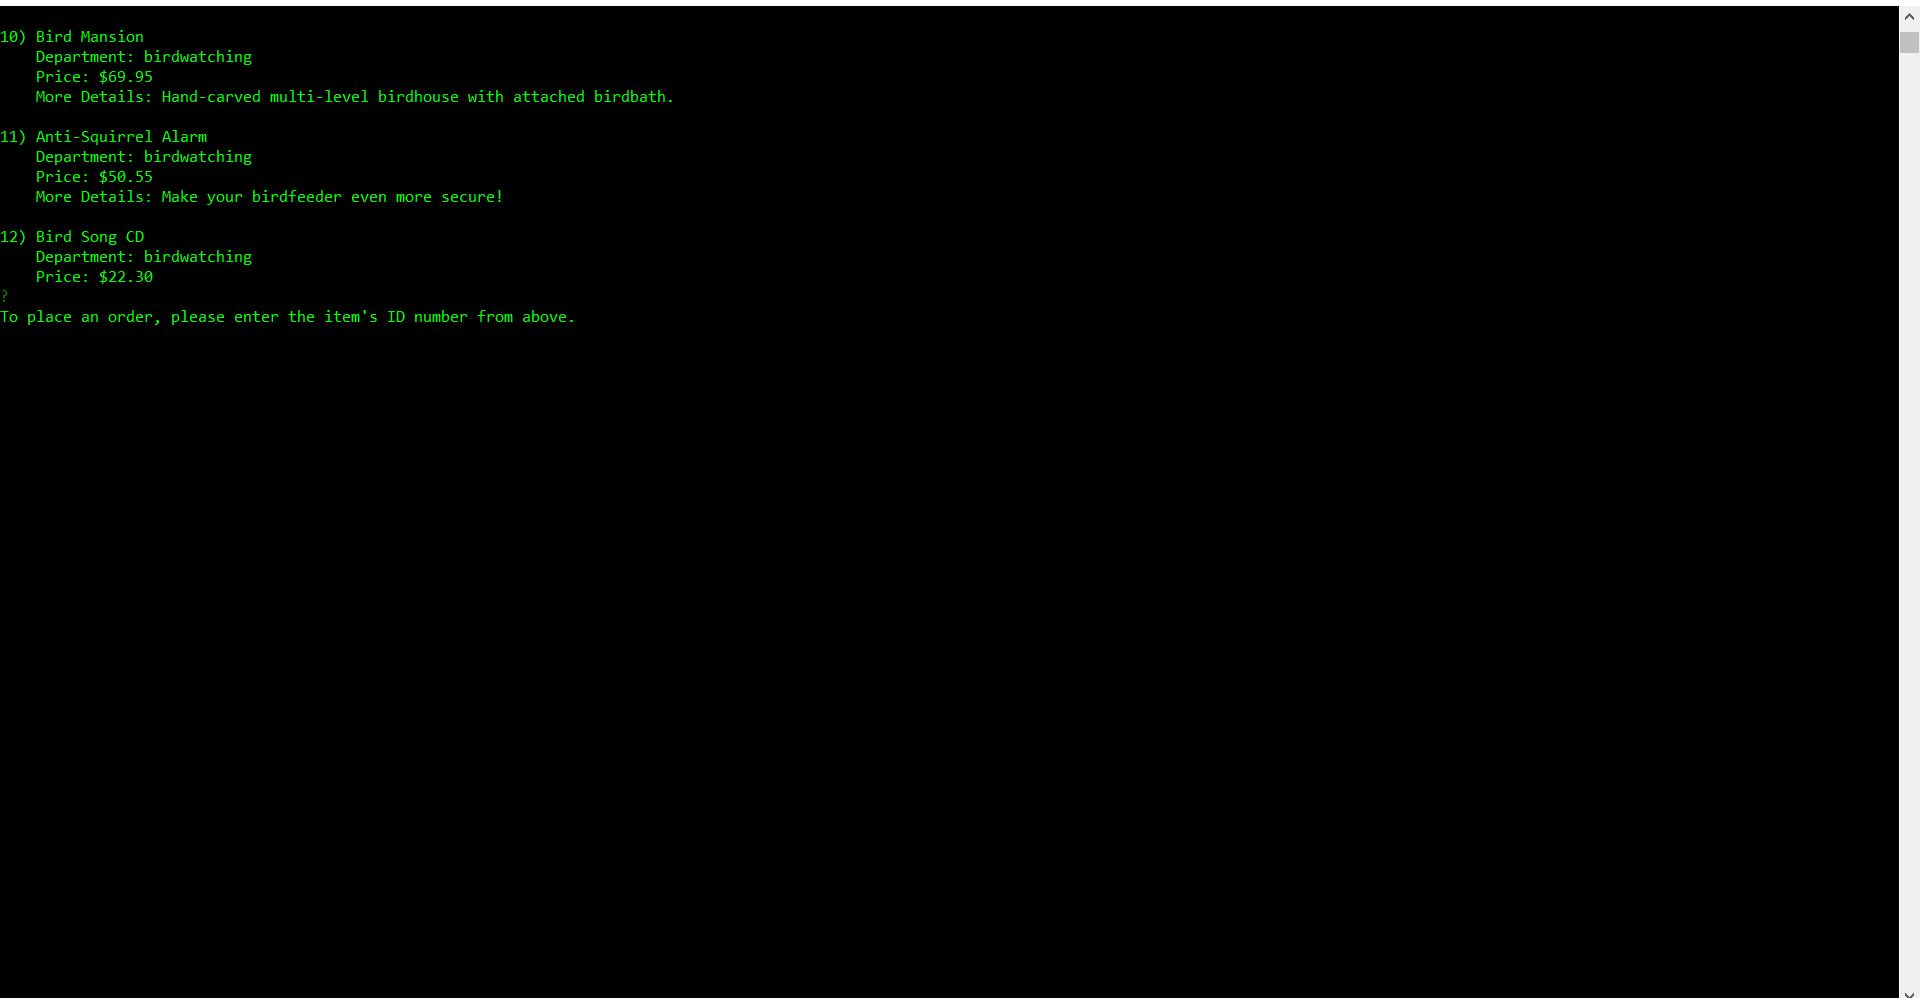 10) Bird Mansion
Department: birdwatching
Price: $69.95
More Details: Hand-carved multi-level birdhouse with attached birdbath.
11) Anti-Squirrel Alarm
Department: birdwatching
Price: $50.55
More Details: Make your birdfeeder even more secure!
12) Bird Song CD
Department: birdwatching
Price: $22.30
?
To place an order, please enter the item's ID number from above.